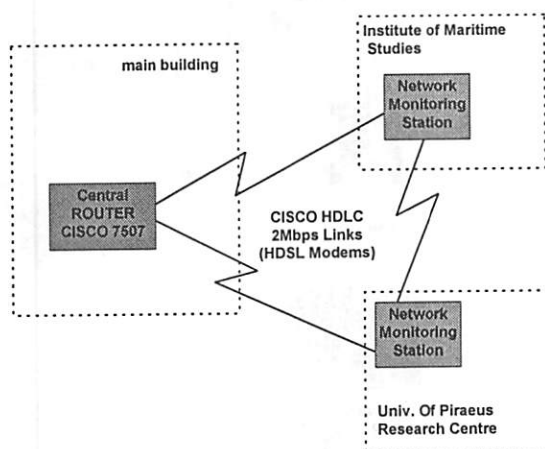 Institute of Maritime
Studies
main building
Network
Monitoring
Station
Central
ROUTER
CISCO 7507
CISCO HDLC
2Mbps Links
(HDSL Modems)
Network
Monitoring
Station
Univ. Of Piraeus
Research Centre